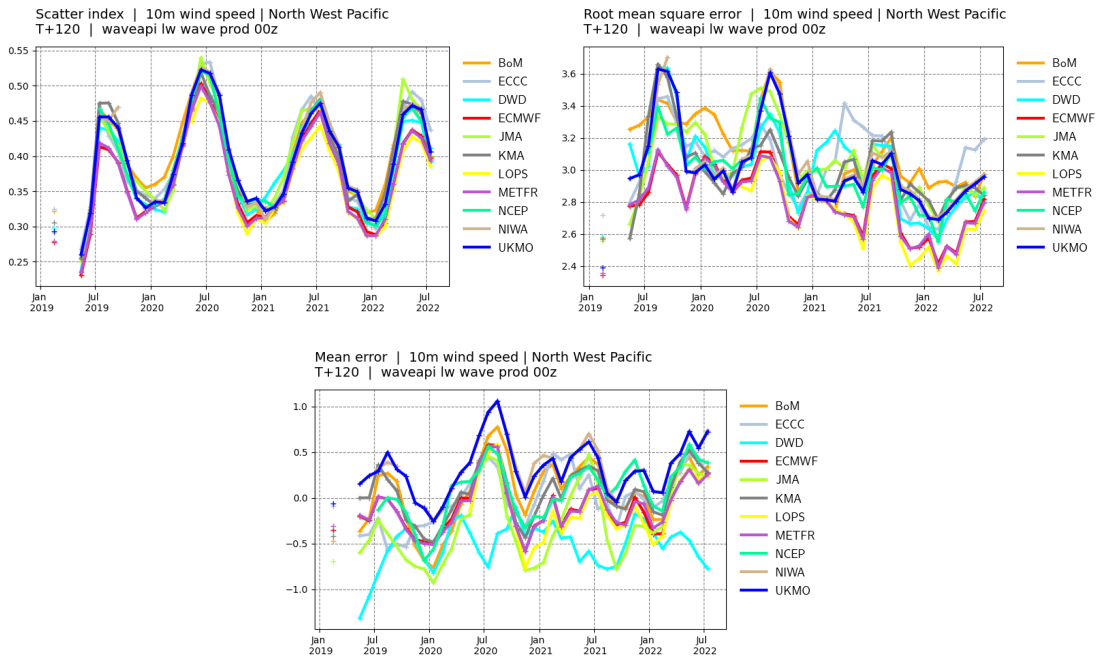 Scatter index | 10m wind speed | North West Pacific
T+120 | waveapi lw wave prod 00z
0.55
0.50
0.45
0.40
0.35
0.30
0.25
Jan
2019
Jul
Jan
2020
Jul
2020
Jan
2021
Jul
2021
Jan
2022
Jul
2022
BoM
ECCC
DWD
ECMWF
JMA
KMA
LOPS
METFR
NCEP
NIWA
UKMO
Root mean square error | 10m wind speed | North West Pacific
T+120 | waveapi lw wave prod 00z
3.6
3.4
3.2
3.0
2.8
2.6
2.4
Jan
2019
Jul
2019
Jan
2020
Jul
2020
Jan
2021
Jul
2021
Jan
2022
Jul
2022
BoM
ECCC
DWD
ECMWF
JMA
KMA
LOPS
METFR
NCEP
NIWA
UKMO
Mean error | 10m wind speed | North West Pacific
T+120 | waveapi lw wave prod 00z
1.0
0.5
0.0
−0.5
−1.0
Jan
2019
Jul
2019
Jan
2020
Jul
2020
Jan
2021
Jul
2021
Jan
2022
Jul
2022
BoM
ECCC
DWD
ECMWF
JMA
KMA
LOPS
METFR
NCEP
NIWA
UKMO